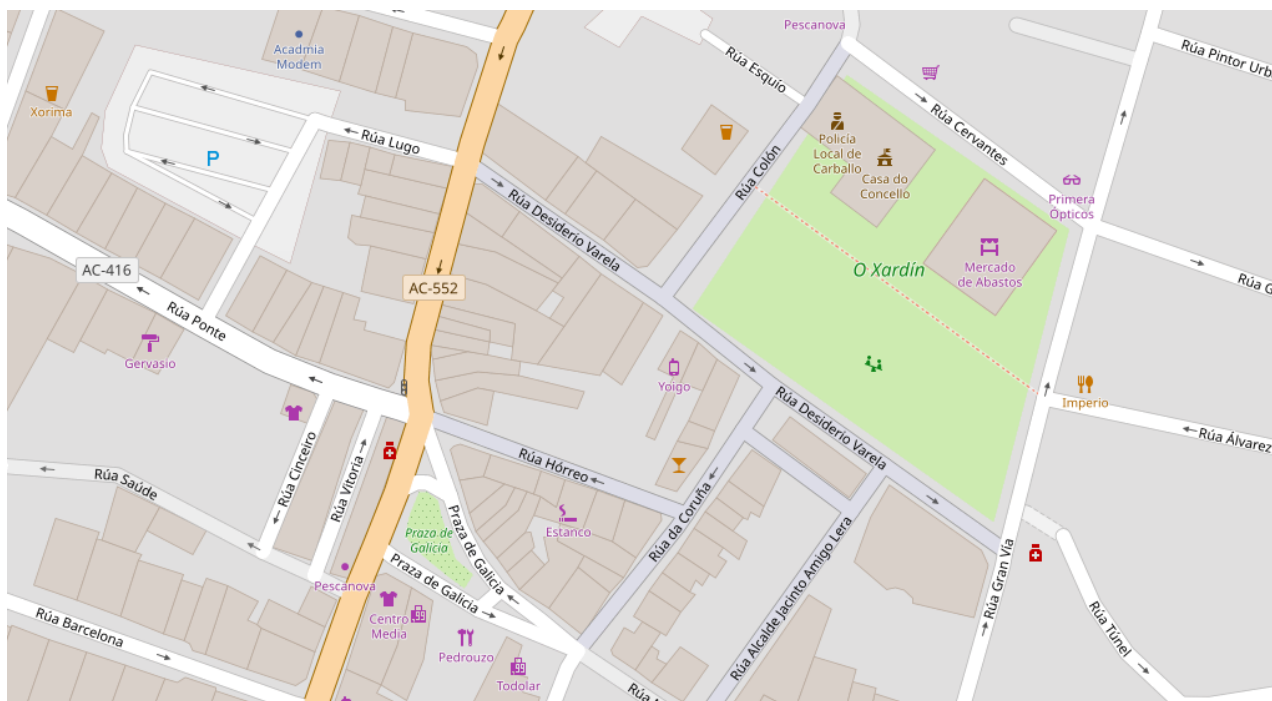 Pescanova
Rúa Pintor Urb
Acadmia
Modem
Rúa Esquío
Xorima
Rúa Cervantes
Policía
Local de
Carballo
Casa do
Concello
Rúa Lugo
P
Rúa Colón
Primera
Ópticos
Rúa Desiderio Varela
Mercado
de Abastos
O Xardín
AC-416
Rúa G
AC-552
Rúa Ponte
Gervasio
Yoigo
Imperio
Rúa Desiderio Varela
Rúa Álvarez
Rúa Hórreo
Rúa Cinceiro
Rúa Vitoria
Rúa Saúde
Estanco
Rúa da Coruña
Praza de
Galicia
Praza de Galicia
Praza de Galicia
Rúa Alcalde Jacinto Amigo Lera
Rúa Gran Vía
Rúa Túnel
Pescanova
Centro
Media
Rúa Barcelona
Pedrouzo
Todolar
Rúa